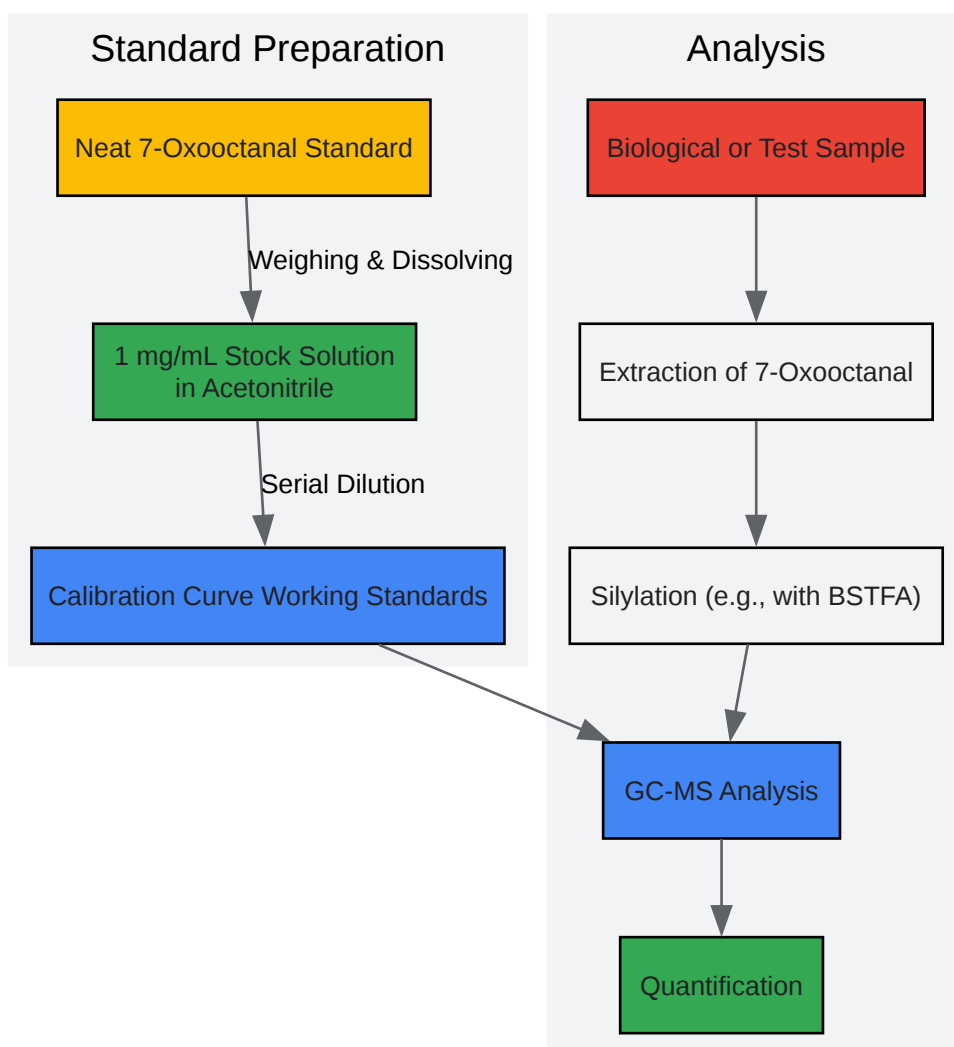 Standard Preparation
Neat 7-Oxooctanal Standard
Weighing & Dissolving
1 mg/mL Stock Solution
in Acetonitrile
Serial Dilution
Calibration Curve Working Standards
Analysis
Biological or Test Sample
Extraction of 7-Oxooctanal
Silylation (e.g., with BSTFA)
GC-MS Analysis
Quantification